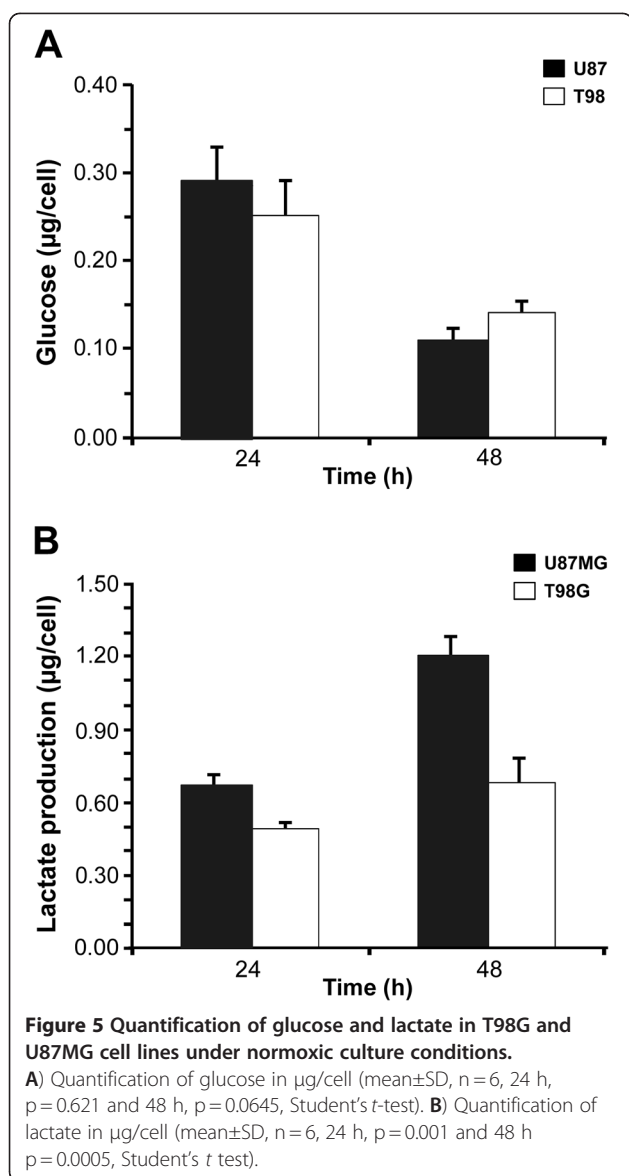 A
U87
T98
Glucose (µg/cell)
0.40
0.30
0.20
0.10
0.00
24
48
Time (h)
B
U87MG
T98G
Lactate production (µg/cell)
1.50
1.20
0.90
0.60
0.30
0.00
24
48
Time (h)
Figure 5 Quantification of glucose and lactate in T98G and
U87MG cell lines under normoxic culture conditions.
A) Quantification of glucose in µg/cell (mean±SD, n = 6, 24 h,
p = 0.621 and 48 h, p = 0.0645, Student's t-test). B) Quantification of
lactate in µg/cell (mean±SD, n = 6, 24 h, p = 0.001 and 48 h
p = 0.0005, Student's t test).